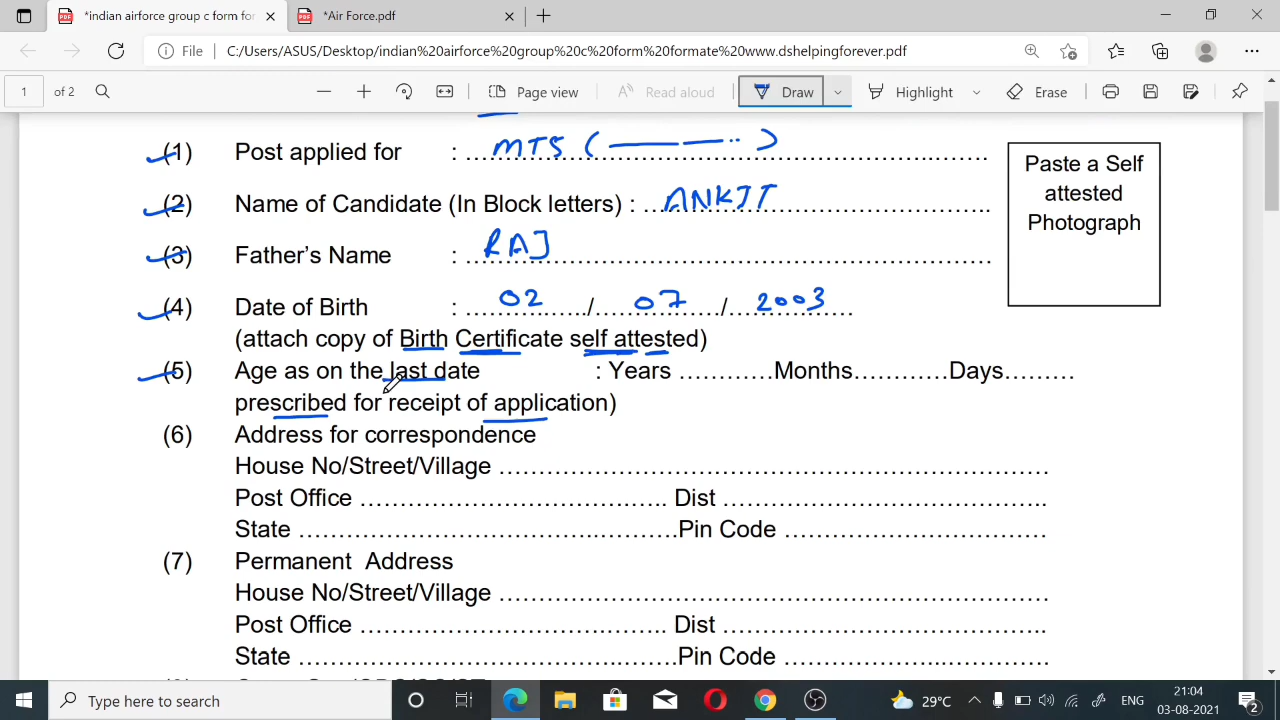 *indian airforce group c form for
*Air Force.pdf
File
C:/Users/ASUS/Desktop/indian%20airforce%20group%20c%20form%20formate%20www.dshelpingforever.pdf
1 of 2
Page view
Read aloud
Draw
Highlight
Erase
(1) Post applied for : ... MTS ( ——— —— -- ) ...
(2) Name of Candidate (In Block letters) : ... ANKIT ...
(3) Father's Name : ... RAJ ...
(4) Date of Birth : ... 02 .../... 07 .../... 2003 ...
(attach copy of Birth Certificate self attested)
(5) Age as on the last date : Years …………Months…………Days………
prescribed for receipt of application)
(6) Address for correspondence
House No/Street/Village ……………………………………………………………
Post Office ………………………………... Dist ………………………………..
State …………………………………..……….Pin Code ……………………………
(7) Permanent Address
House No/Street/Village ……………………………………………………………
Post Office …………………………..…….. Dist ………………………………..
State …………………………………..…….Pin Code ………………...…………..
Paste a Self
attested
Photograph
Type here to search
29°C
ENG
21:04
03-08-2021
2